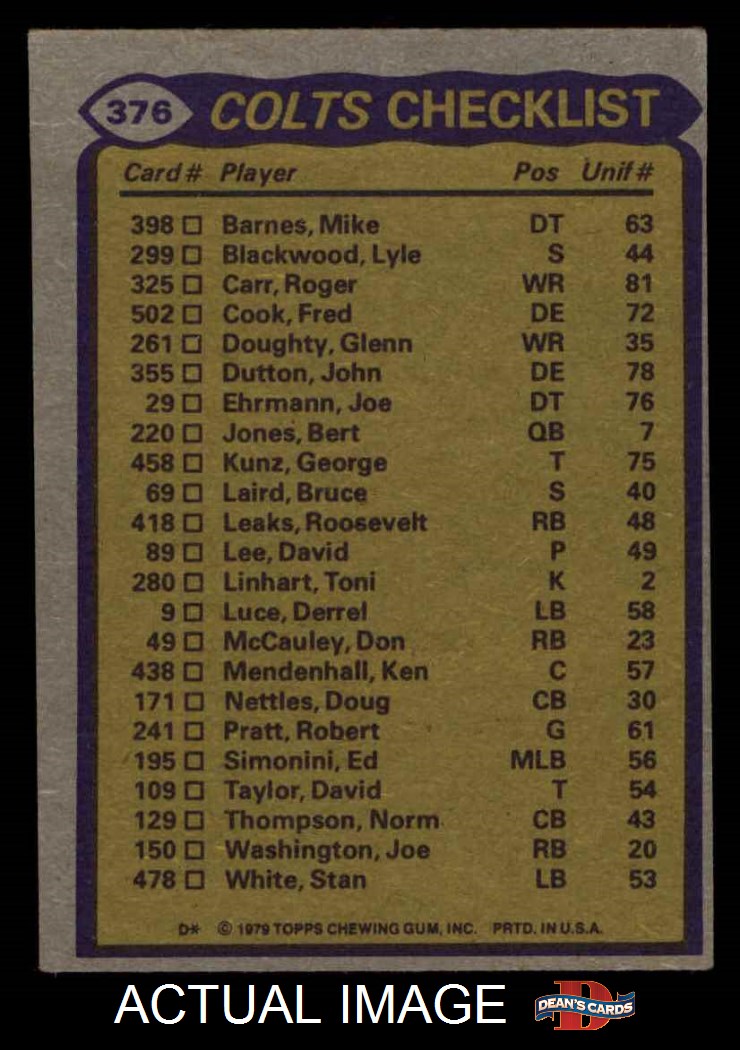 376 COLTS CHECKLIST
Card # Player Pos Unif #
398 □ Barnes, Mike DT 63
299 □ Blackwood, Lyle S 44
325 □ Carr, Roger WR 81
502 □ Cook, Fred DE 72
261 □ Doughty, Glenn WR 35
355 □ Dutton, John DE 78
29 □ Ehrmann, Joe DT 76
220 □ Jones, Bert QB 7
458 □ Kunz, George T 75
69 □ Laird, Bruce S 40
418 □ Leaks, Roosevelt RB 48
89 □ Lee, David P 49
280 □ Linhart, Toni K 2
9 □ Luce, Derrel LB 58
49 □ McCauley, Don RB 23
438 □ Mendenhall, Ken C 57
171 □ Nettles, Doug CB 30
241 □ Pratt, Robert G 61
195 □ Simonini, Ed MLB 56
109 □ Taylor, David T 54
129 □ Thompson, Norm CB 43
150 □ Washington, Joe RB 20
478 □ White, Stan LB 53
D* © 1979 TOPPS CHEWING GUM, INC. PRTD. IN U.S.A.
ACTUAL IMAGE D DEAN'S CARDS